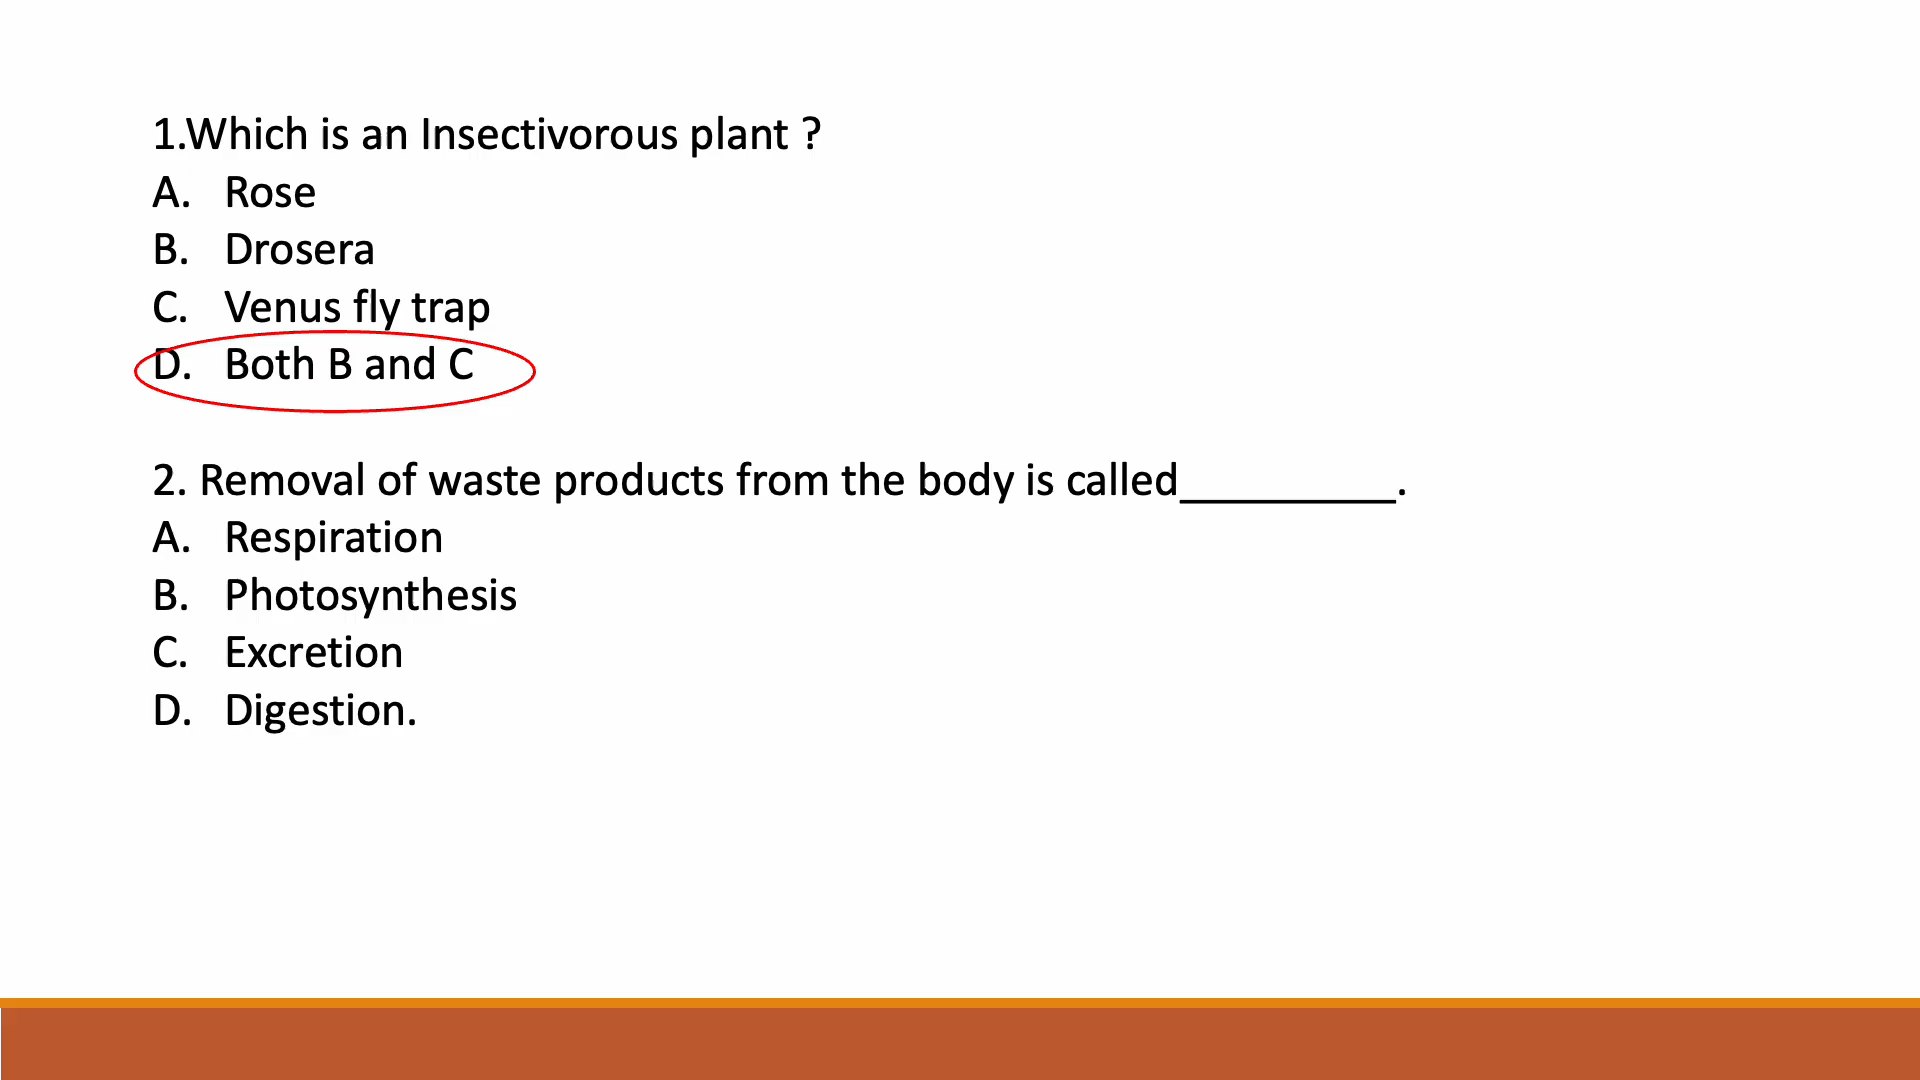 1.Which is an Insectivorous plant ?
A. Rose
B. Drosera
C. Venus fly trap
D. Both B and C
2. Removal of waste products from the body is called_________.
A. Respiration
B. Photosynthesis
C. Excretion
D. Digestion.